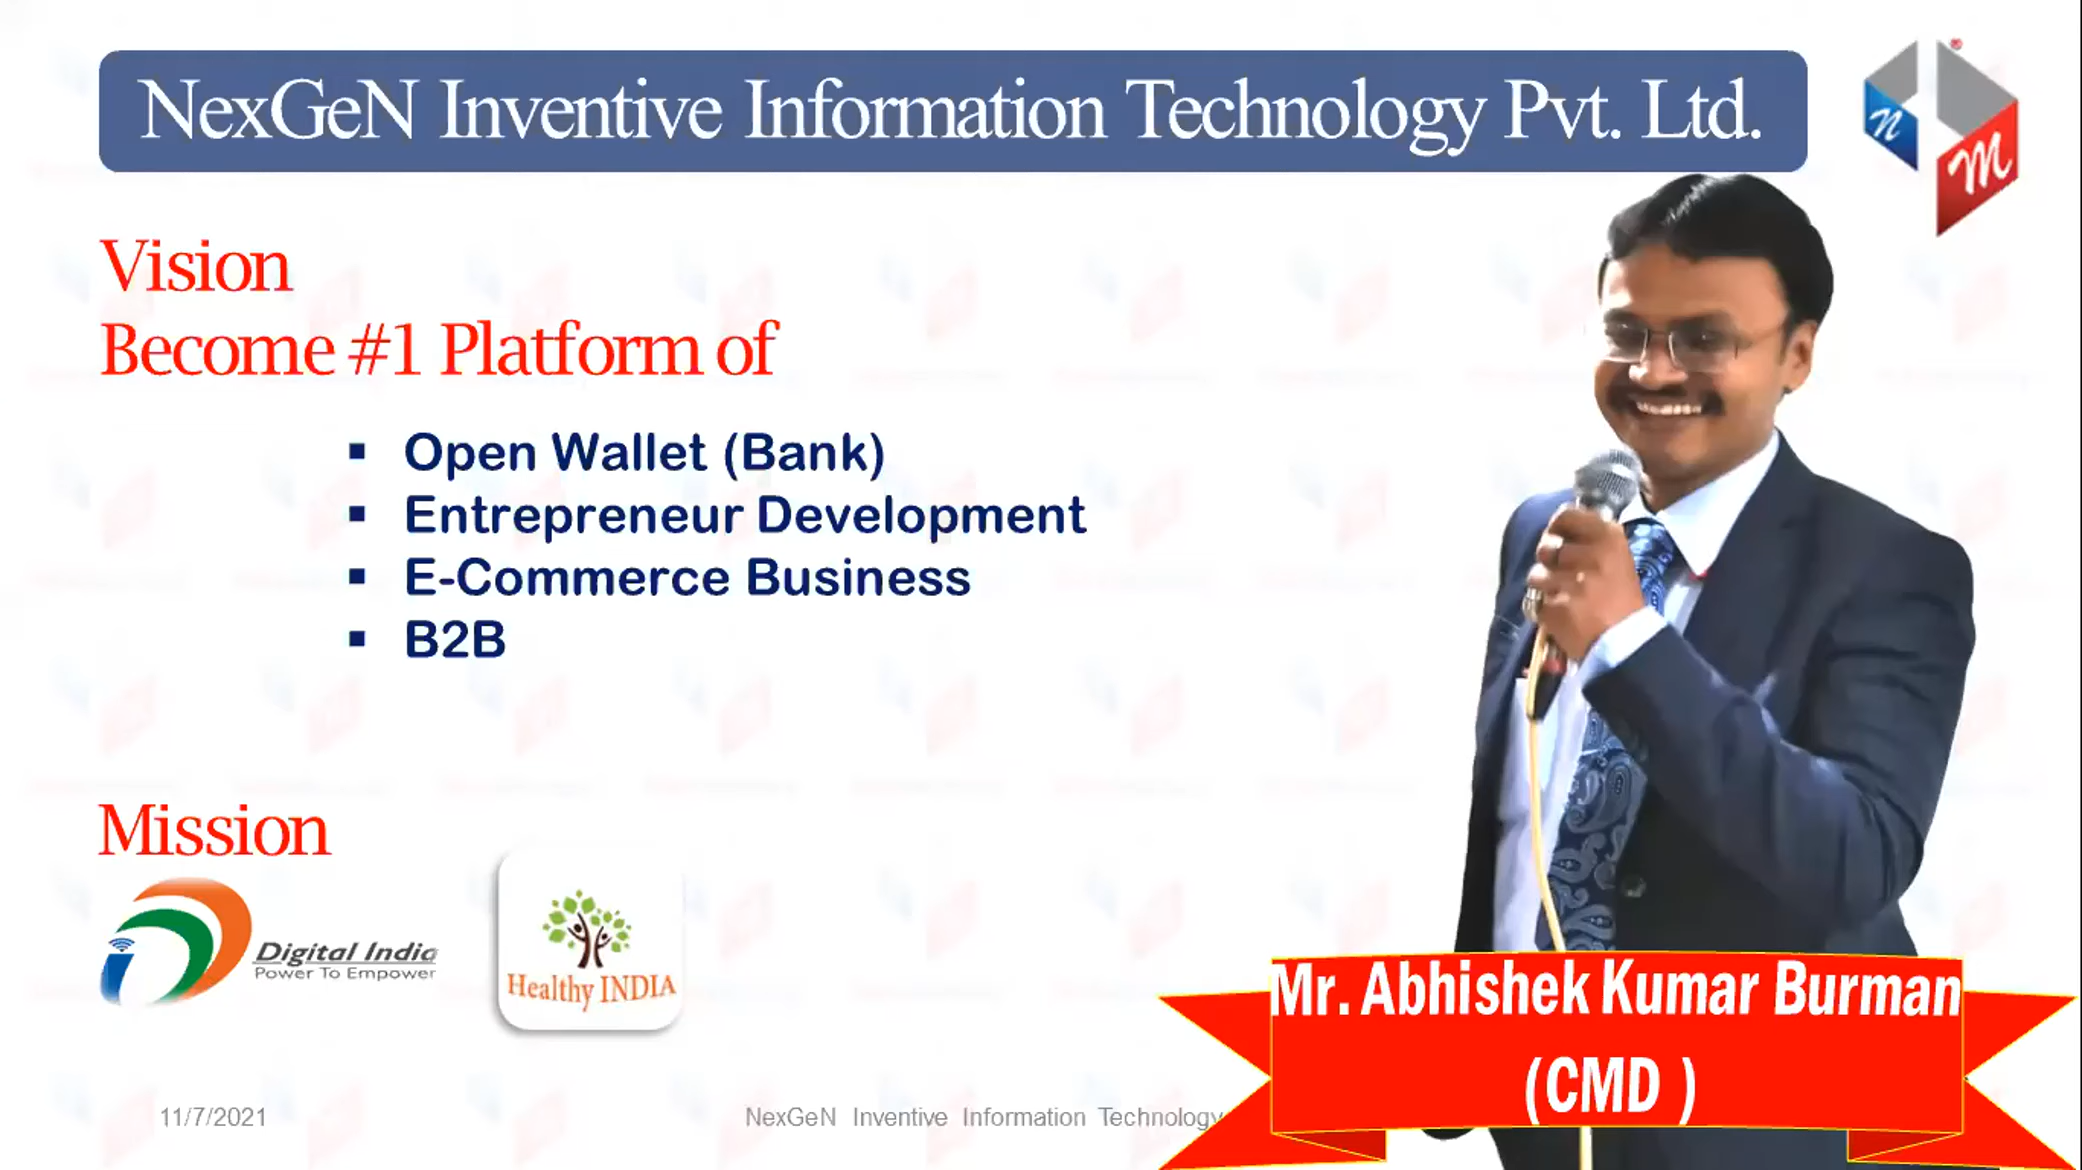 NexGeN Inventive Information Technology Pvt. Ltd.
n
m
Vision
Become #1 Platform of
▪ Open Wallet (Bank)
▪ Entrepreneur Development
▪ E-Commerce Business
▪ B2B
Mission
Digital India
Power To Empower
Healthy INDIA
Mr. Abhishek Kumar Burman
(CMD )
11/7/2021
NexGeN Inventive Information Technology